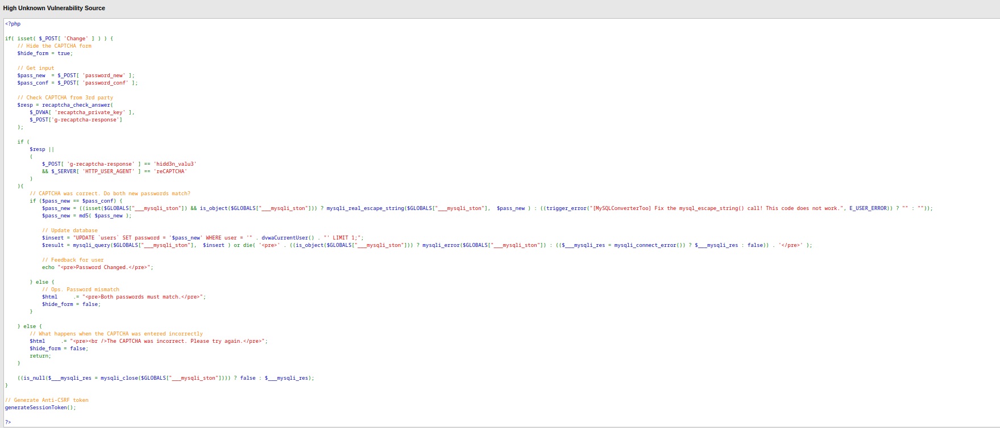 High Unknown Vulnerability Source
<?php
if( isset( $_POST[ 'Change' ] ) ) {
    // Hide the CAPTCHA form
    $hide_form = true;
    // Get input
    $pass_new  = $_POST[ 'password_new' ];
    $pass_conf = $_POST[ 'password_conf' ];
    // Check CAPTCHA from 3rd party
    $resp = recaptcha_check_answer(
        $_DVWA[ 'recaptcha_private_key' ],
        $_POST['g-recaptcha-response']
    );
    if (
        $resp ||
        (
            $_POST[ 'g-recaptcha-response' ] == 'hidd3n_valu3'
            && $_SERVER[ 'HTTP_USER_AGENT' ] == 'reCAPTCHA'
        )
    ){
        // CAPTCHA was correct. Do both new passwords match?
        if ($pass_new == $pass_conf) {
            $pass_new = ((isset($GLOBALS["___mysqli_ston"]) && is_object($GLOBALS["___mysqli_ston"])) ? mysqli_real_escape_string($GLOBALS["___mysqli_ston"],  $pass_new ) : ((trigger_error("[MySQLConverterToo] Fix the mysql_escape_string() call! This code does not work.", E_USER_ERROR)) ? "" : ""));
            $pass_new = md5( $pass_new );
            // Update database
            $insert = "UPDATE `users` SET password = '$pass_new' WHERE user = '" . dvwaCurrentUser() . "' LIMIT 1;";
            $result = mysqli_query($GLOBALS["___mysqli_ston"],  $insert ) or die( '<pre>' . ((is_object($GLOBALS["___mysqli_ston"])) ? mysqli_error($GLOBALS["___mysqli_ston"]) : (($___mysqli_res = mysqli_connect_error()) ? $___mysqli_res : false)) . '</pre>' );
            // Feedback for user
            echo "<pre>Password Changed.</pre>";
        } else {
            // Ops. Password mismatch
            $html     .= "<pre>Both passwords must match.</pre>";
            $hide_form = false;
        }
    } else {
        // What happens when the CAPTCHA was entered incorrectly
        $html     .= "<pre><br />The CAPTCHA was incorrect. Please try again.</pre>";
        $hide_form = false;
        return;
    }
    ((is_null($___mysqli_res = mysqli_close($GLOBALS["___mysqli_ston"]))) ? false : $___mysqli_res);
}
// Generate Anti-CSRF token
generateSessionToken();
?>